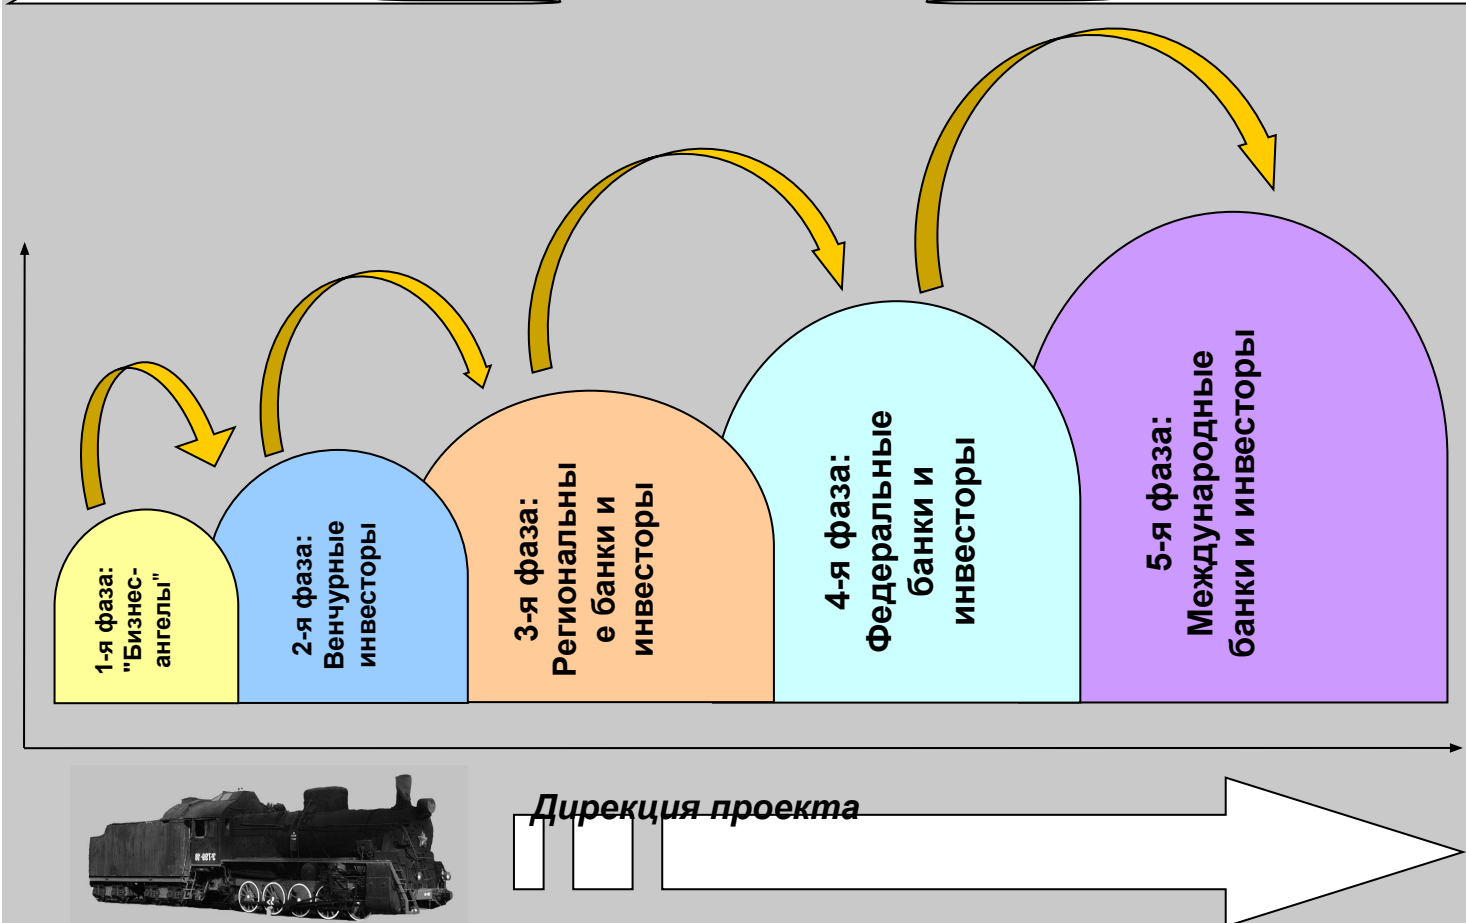 1-я фаза:
"Бизнес-
ангелы"
2-я фаза:
Венчурные
инвесторы
3-я фаза:
Региональны
е банки и
инвесторы
4-я фаза:
Федеральные
банки и
инвесторы
5-я фаза:
Международные
банки и инвесторы
Дирекция проекта